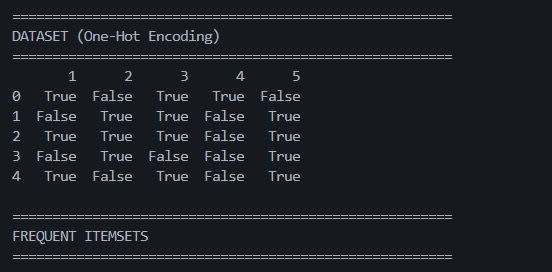 =======================================================
DATASET (One-Hot Encoding)
=======================================================
       1      2      3      4      5
0   True  False   True   True  False
1  False   True   True  False   True
2   True   True   True  False   True
3  False   True  False  False   True
4   True  False   True  False   True
=======================================================
FREQUENT ITEMSETS
=======================================================